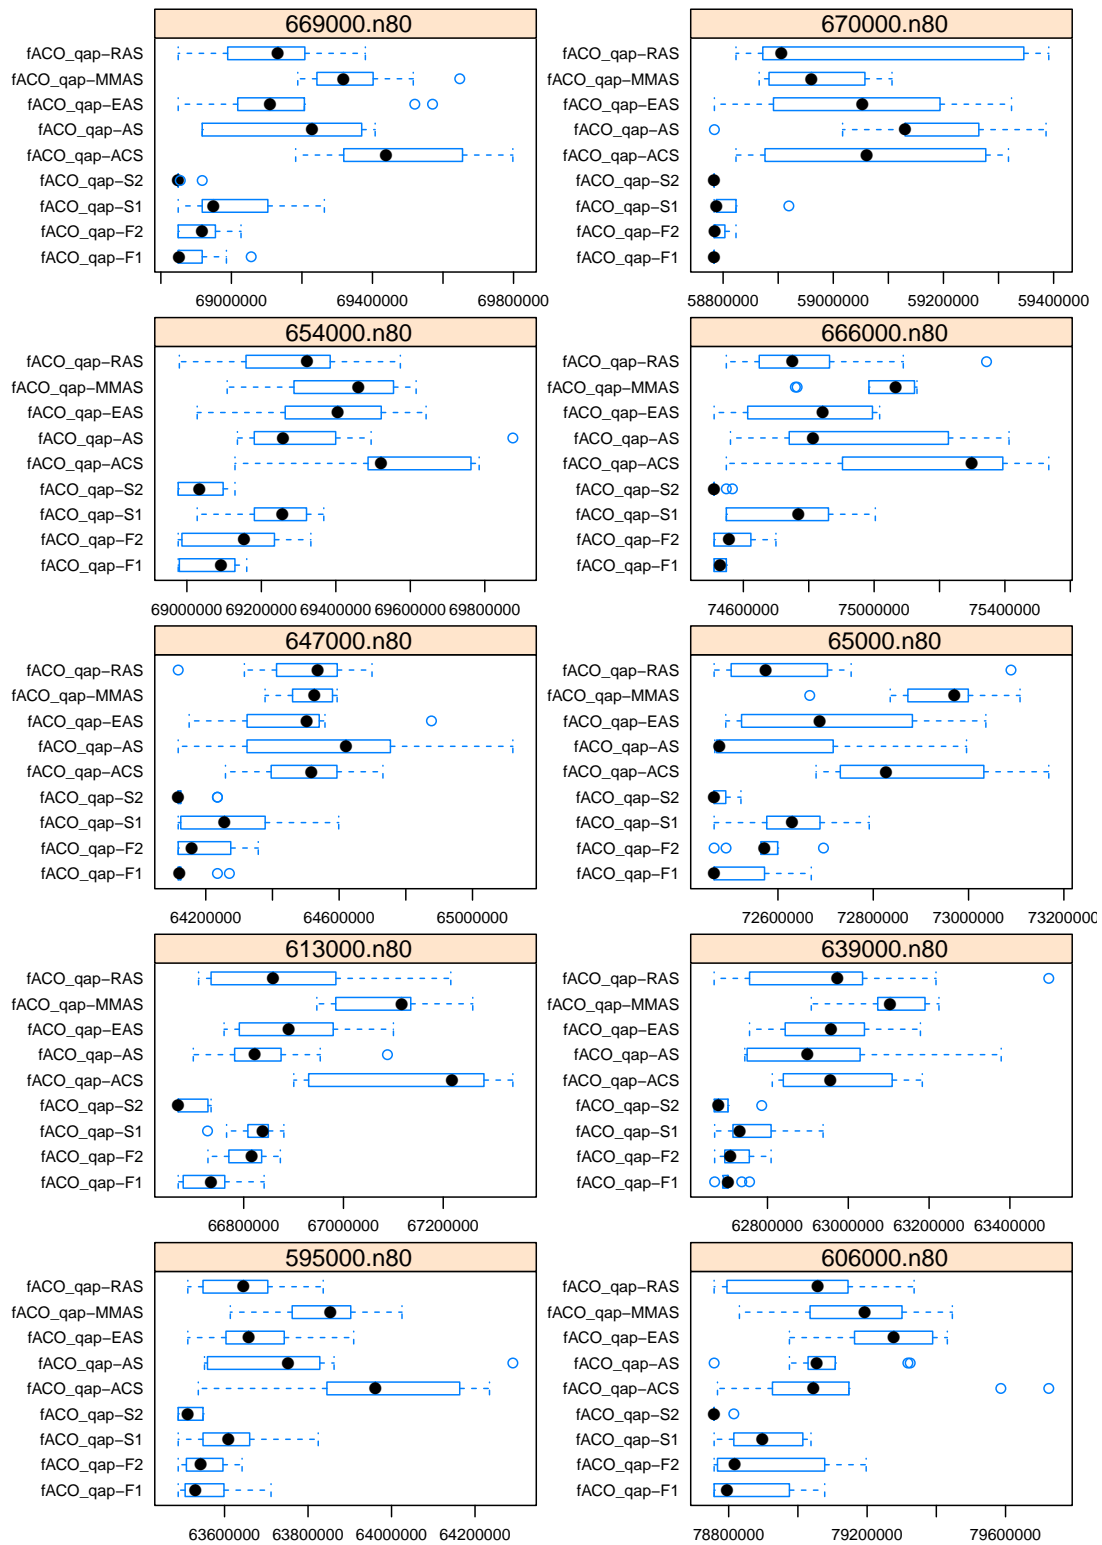 669000.n80
fACO_qap−RAS
fACO_qap−MMAS
fACO_qap−EAS
fACO_qap−AS
fACO_qap−ACS
fACO_qap−S2
fACO_qap−S1
fACO_qap−F2
fACO_qap−F1
69000000 69400000 69800000
670000.n80
fACO_qap−RAS
fACO_qap−MMAS
fACO_qap−EAS
fACO_qap−AS
fACO_qap−ACS
fACO_qap−S2
fACO_qap−S1
fACO_qap−F2
fACO_qap−F1
58800000 59000000 59200000 59400000
654000.n80
fACO_qap−RAS
fACO_qap−MMAS
fACO_qap−EAS
fACO_qap−AS
fACO_qap−ACS
fACO_qap−S2
fACO_qap−S1
fACO_qap−F2
fACO_qap−F1
69000000 69200000 69400000 69600000 69800000
666000.n80
fACO_qap−RAS
fACO_qap−MMAS
fACO_qap−EAS
fACO_qap−AS
fACO_qap−ACS
fACO_qap−S2
fACO_qap−S1
fACO_qap−F2
fACO_qap−F1
74600000 75000000 75400000
647000.n80
fACO_qap−RAS
fACO_qap−MMAS
fACO_qap−EAS
fACO_qap−AS
fACO_qap−ACS
fACO_qap−S2
fACO_qap−S1
fACO_qap−F2
fACO_qap−F1
64200000 64600000 65000000
65000.n80
fACO_qap−RAS
fACO_qap−MMAS
fACO_qap−EAS
fACO_qap−AS
fACO_qap−ACS
fACO_qap−S2
fACO_qap−S1
fACO_qap−F2
fACO_qap−F1
72600000 72800000 73000000 73200000
613000.n80
fACO_qap−RAS
fACO_qap−MMAS
fACO_qap−EAS
fACO_qap−AS
fACO_qap−ACS
fACO_qap−S2
fACO_qap−S1
fACO_qap−F2
fACO_qap−F1
66800000 67000000 67200000
639000.n80
fACO_qap−RAS
fACO_qap−MMAS
fACO_qap−EAS
fACO_qap−AS
fACO_qap−ACS
fACO_qap−S2
fACO_qap−S1
fACO_qap−F2
fACO_qap−F1
62800000 63000000 63200000 63400000
595000.n80
fACO_qap−RAS
fACO_qap−MMAS
fACO_qap−EAS
fACO_qap−AS
fACO_qap−ACS
fACO_qap−S2
fACO_qap−S1
fACO_qap−F2
fACO_qap−F1
63600000 63800000 64000000 64200000
606000.n80
fACO_qap−RAS
fACO_qap−MMAS
fACO_qap−EAS
fACO_qap−AS
fACO_qap−ACS
fACO_qap−S2
fACO_qap−S1
fACO_qap−F2
fACO_qap−F1
78800000 79200000 79600000